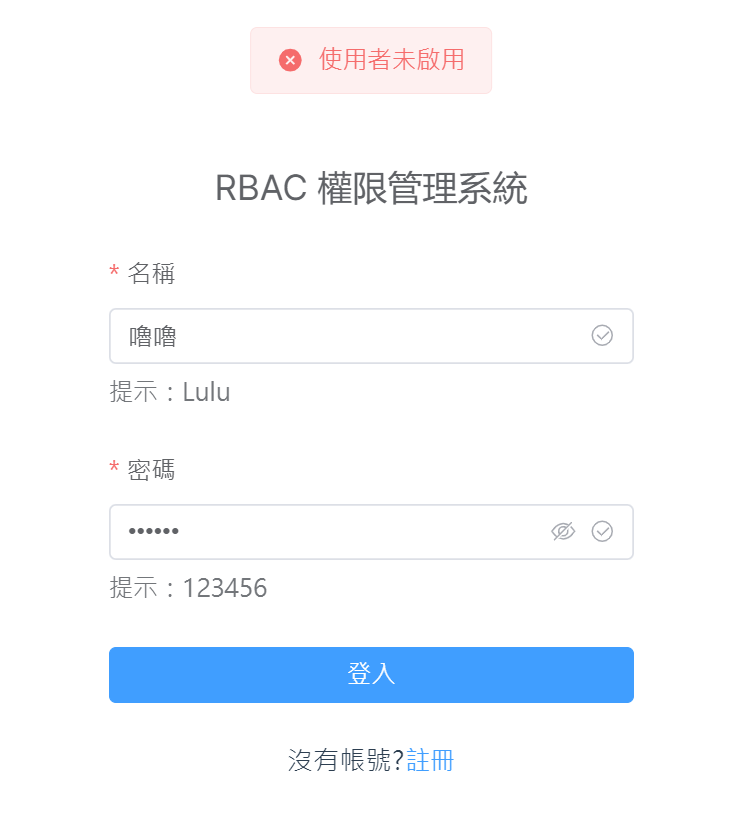 使用者未啟用
RBAC 權限管理系統
* 名稱
嚕嚕
提示：Lulu
* 密碼
••••••
提示：123456
登入
沒有帳號?註冊